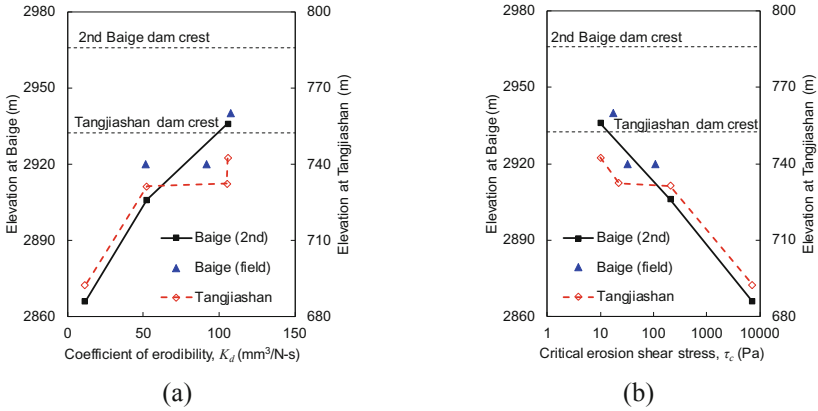 2980
2950
2920
2890
2860
Elevation at Baige (m)
2nd Baige dam crest
Tangjiashan dam crest
Baige (2nd)
Baige (field)
Tangjiashan
800
770
740
710
680
Elevation at Tangjiashan (m)
0 50 100 150
Coefficient of erodibility, K_d (mm³/N-s)
(a)
2980
2950
2920
2890
2860
Elevation at Baige (m)
2nd Baige dam crest
Tangjiashan dam crest
Baige (2nd)
Baige (field)
Tangjiashan
800
770
740
710
680
Elevation at Tangjiashan (m)
1 10 100 1000 10000
Critical erosion shear stress, τ_c (Pa)
(b)